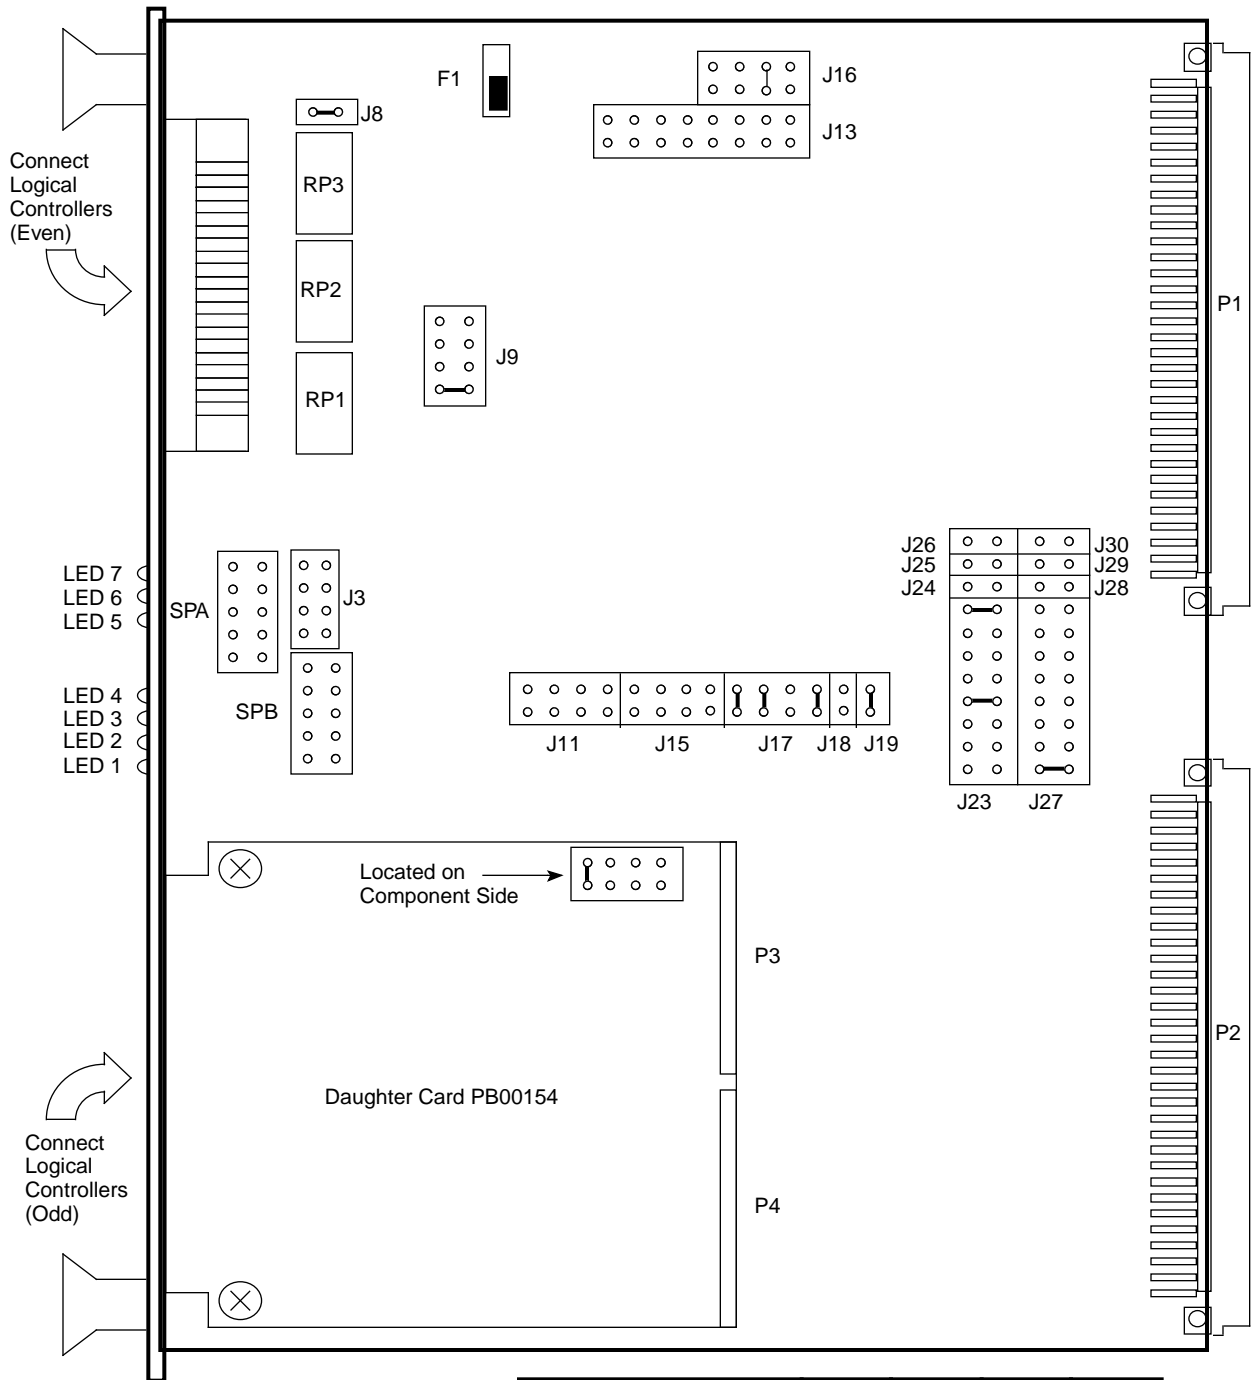 F1
J16
J8
J13
Connect
Logical
Controllers
(Even)
RP3
RP2
P1
J9
RP1
J26
J30
J25
J29
J24
J28
LED 7
LED 6
LED 5
SPA
J3
LED 4
LED 3
LED 2
LED 1
SPB
J11
J15
J17
J18
J19
J23
J27
Located on
Component Side
P3
P2
Daughter Card PB00154
Connect
Logical
Controllers
(Odd)
P4